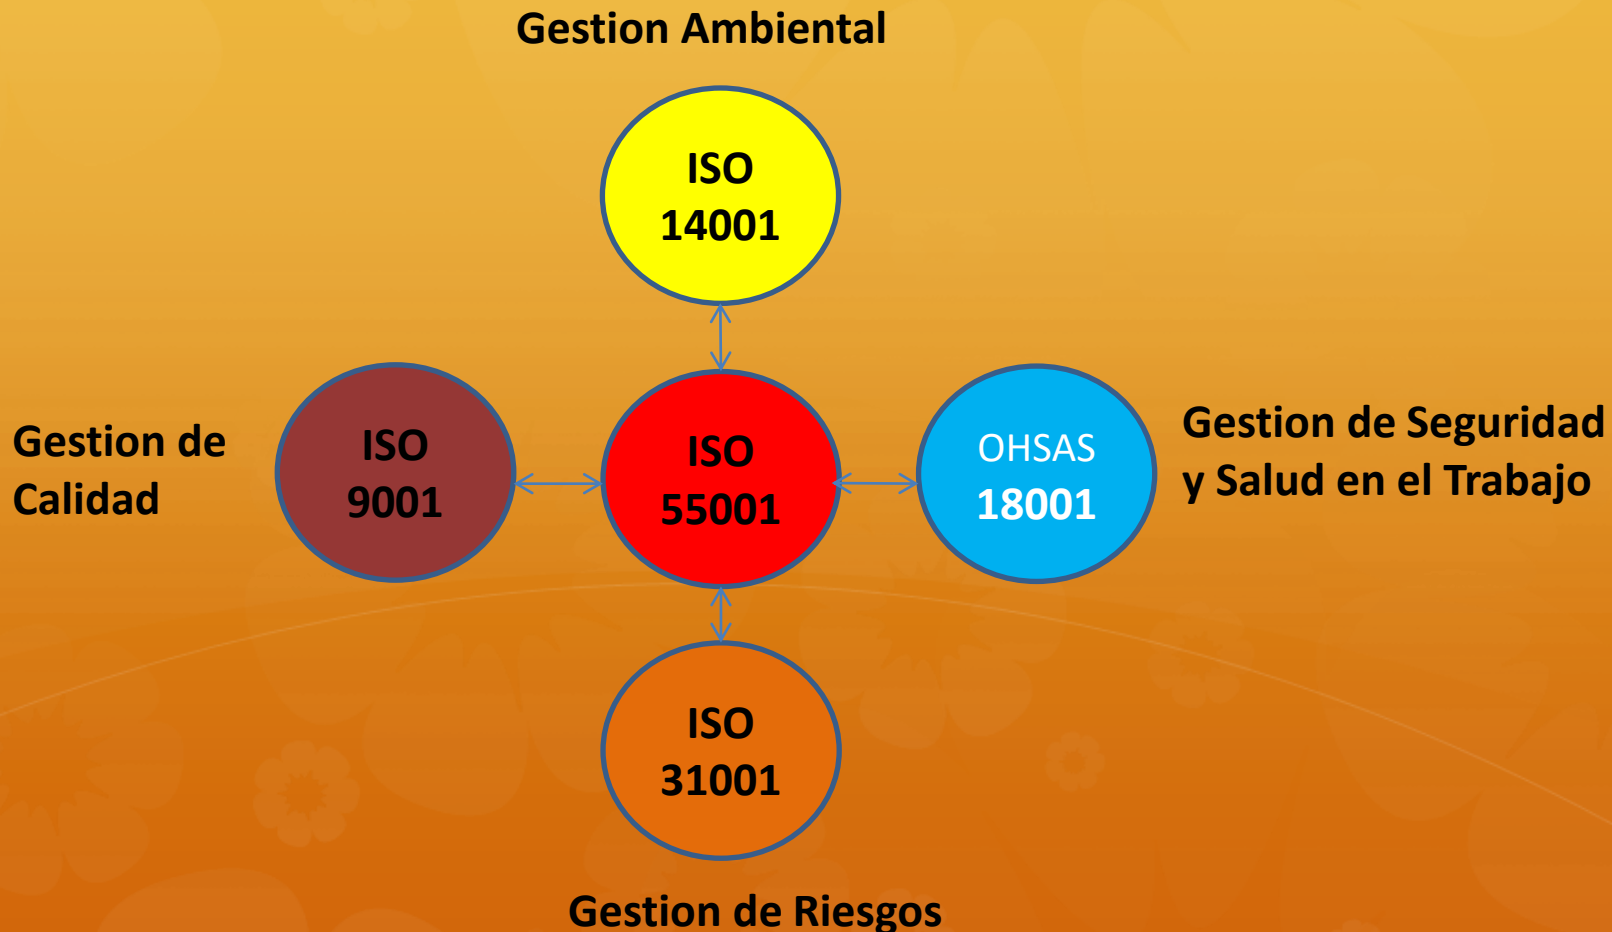 Gestion Ambiental
ISO
14001
Gestion de
Calidad
ISO
9001
ISO
55001
OHSAS
18001
Gestion de Seguridad
y Salud en el Trabajo
ISO
31001
Gestion de Riesgos